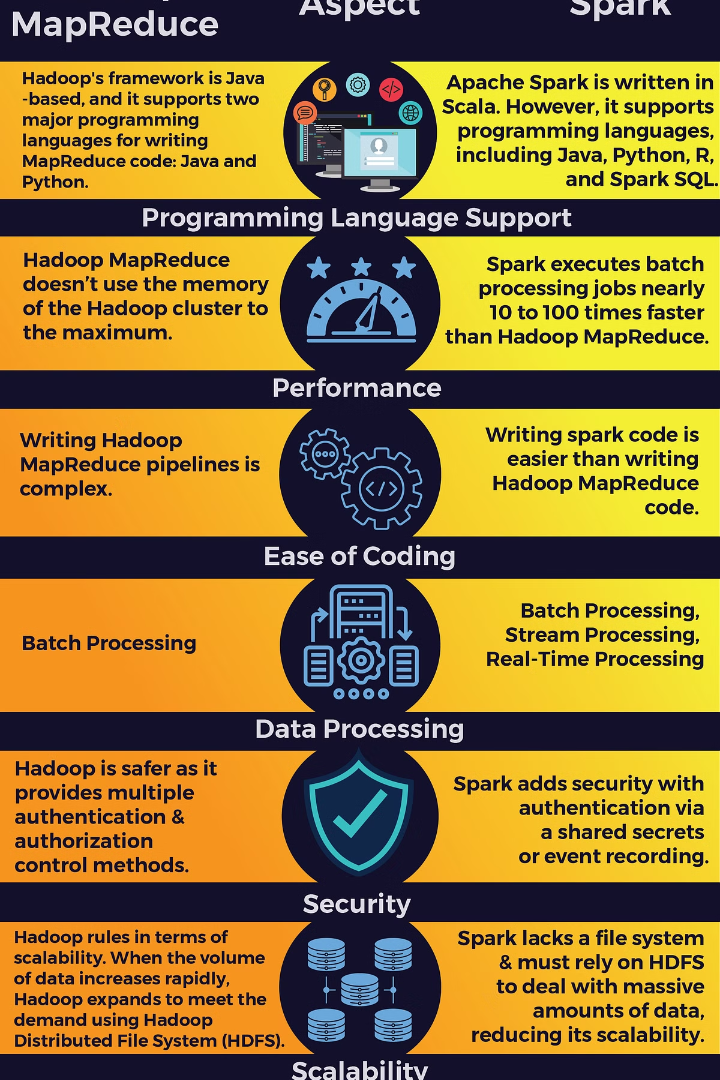 MapReduce
Aspect
Spark
Hadoop's framework is Java
-based, and it supports two
major programming
languages for writing
MapReduce code: Java and
Python.
Apache Spark is written in
Scala. However, it supports
programming languages,
including Java, Python, R,
and Spark SQL.
Programming Language Support
Hadoop MapReduce
doesn't use the memory
of the Hadoop cluster to
the maximum.
Spark executes batch
processing jobs nearly
10 to 100 times faster
than Hadoop MapReduce.
Performance
Writing Hadoop
MapReduce pipelines is
complex.
Writing spark code is
easier than writing
Hadoop MapReduce
code.
Ease of Coding
Batch Processing
Batch Processing,
Stream Processing,
Real-Time Processing
Data Processing
Hadoop is safer as it
provides multiple
authentication &
authorization
control methods.
Spark adds security with
authentication via
a shared secrets
or event recording.
Security
Hadoop rules in terms of
scalability. When the volume
of data increases rapidly,
Hadoop expands to meet the
demand using Hadoop
Distributed File System (HDFS).
Spark lacks a file system
& must rely on HDFS
to deal with massive
amounts of data,
reducing its scalability.
Scalability